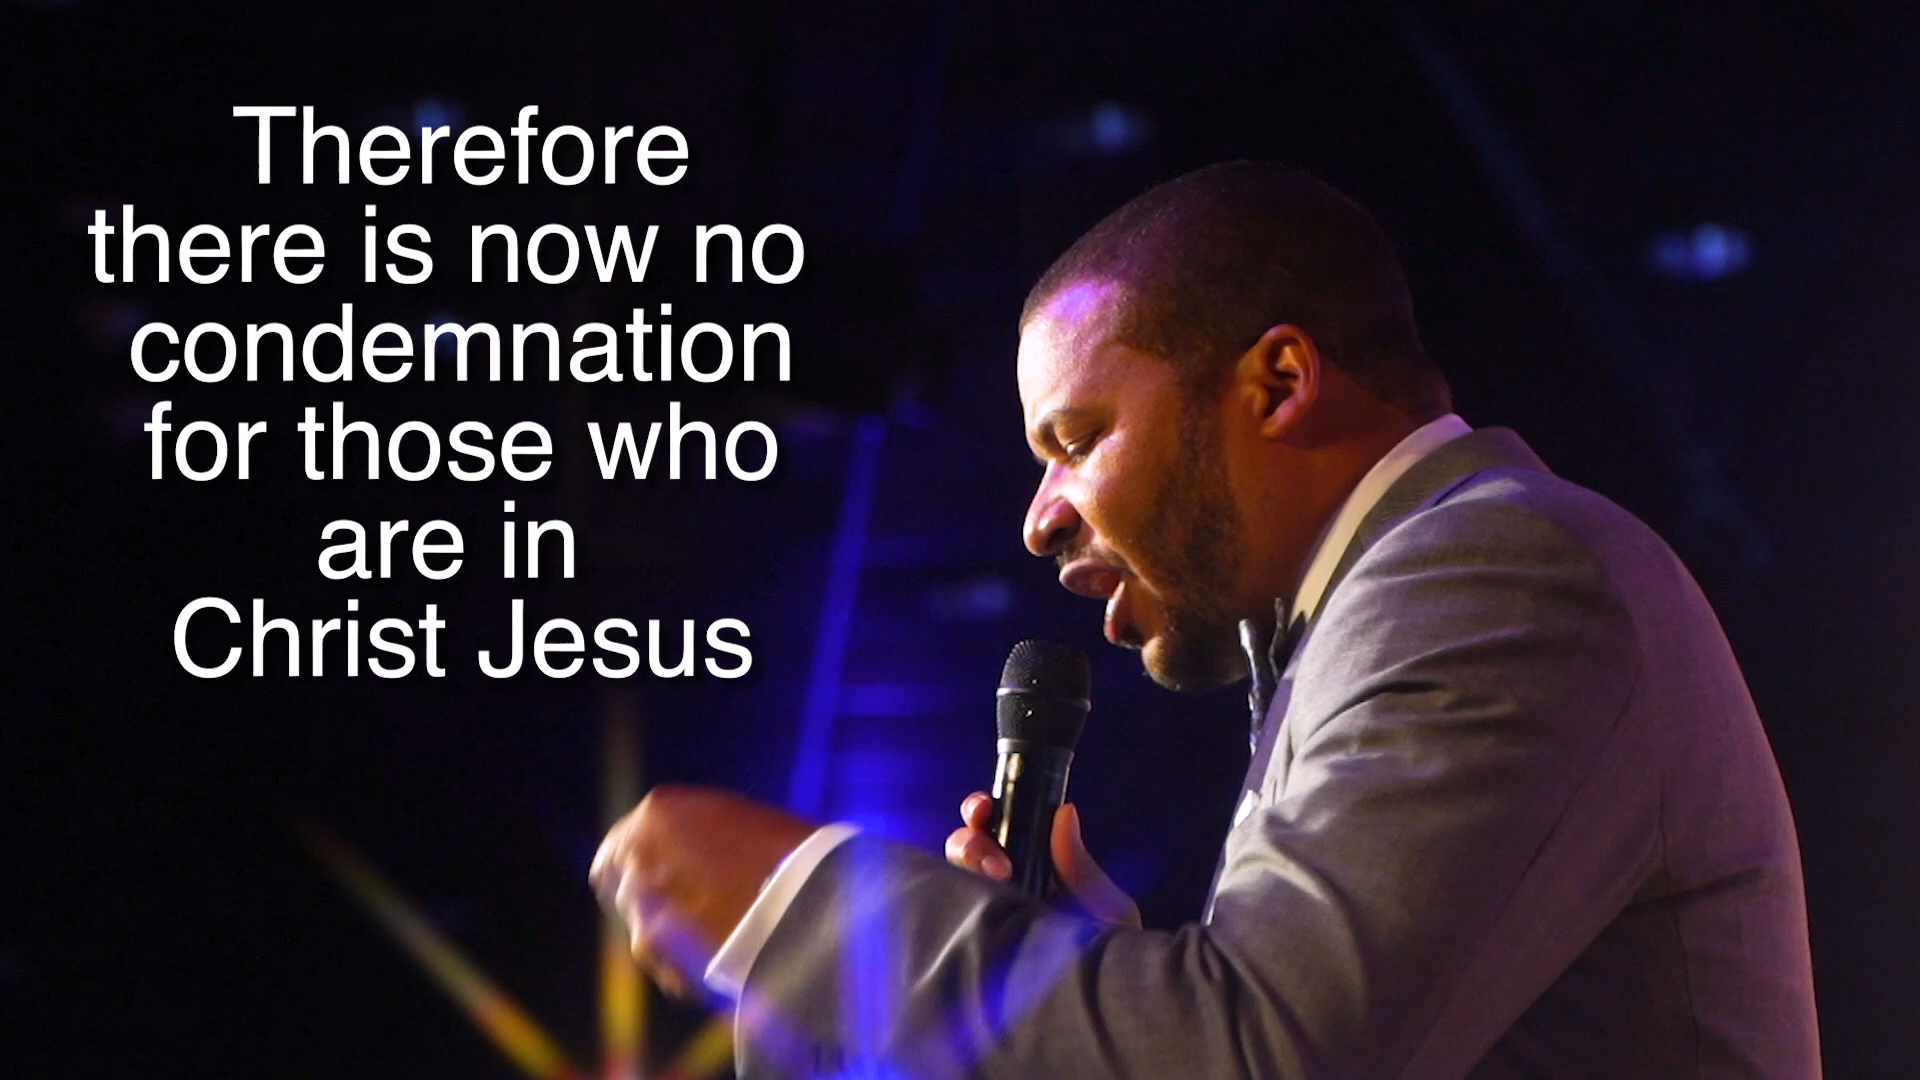 Therefore
there is now no
condemnation
for those who
are in
Christ Jesus